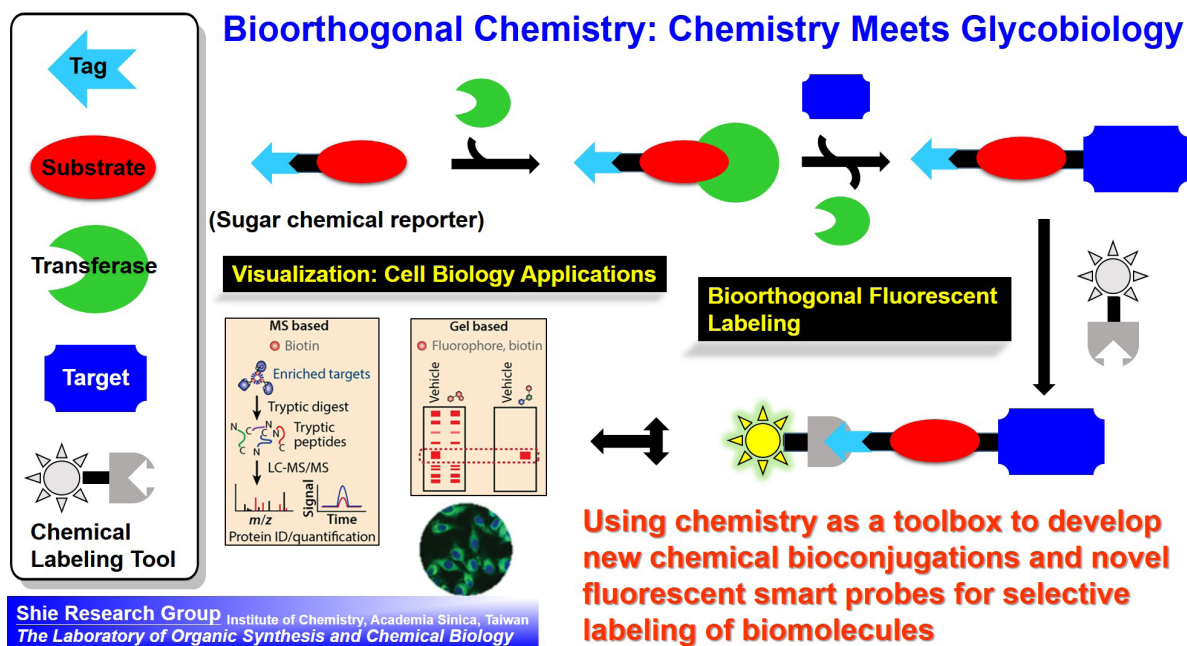 Bioorthogonal Chemistry: Chemistry Meets Glycobiology
Tag
Substrate
Transferase
Target
Chemical
Labeling Tool
(Sugar chemical reporter)
Visualization: Cell Biology Applications
Bioorthogonal Fluorescent
Labeling
MS based
Biotin
Enriched targets
Tryptic digest
N
C
C
N
N
C
N
C
Tryptic
peptides
LC-MS/MS
m/z
Signal
Time
Protein ID/quantification
Gel based
Fluorophore, biotin
Vehicle
Vehicle
Using chemistry as a toolbox to develop
new chemical bioconjugations and novel
fluorescent smart probes for selective
labeling of biomolecules
Shie Research Group Institute of Chemistry, Academia Sinica, Taiwan
The Laboratory of Organic Synthesis and Chemical Biology